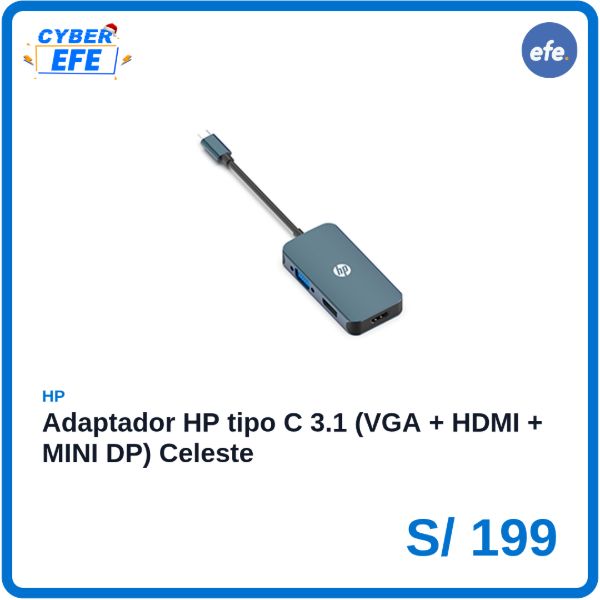 CYBER
EFE
efe.
hp
HP
Adaptador HP tipo C 3.1 (VGA + HDMI +
MINI DP) Celeste
S/ 199